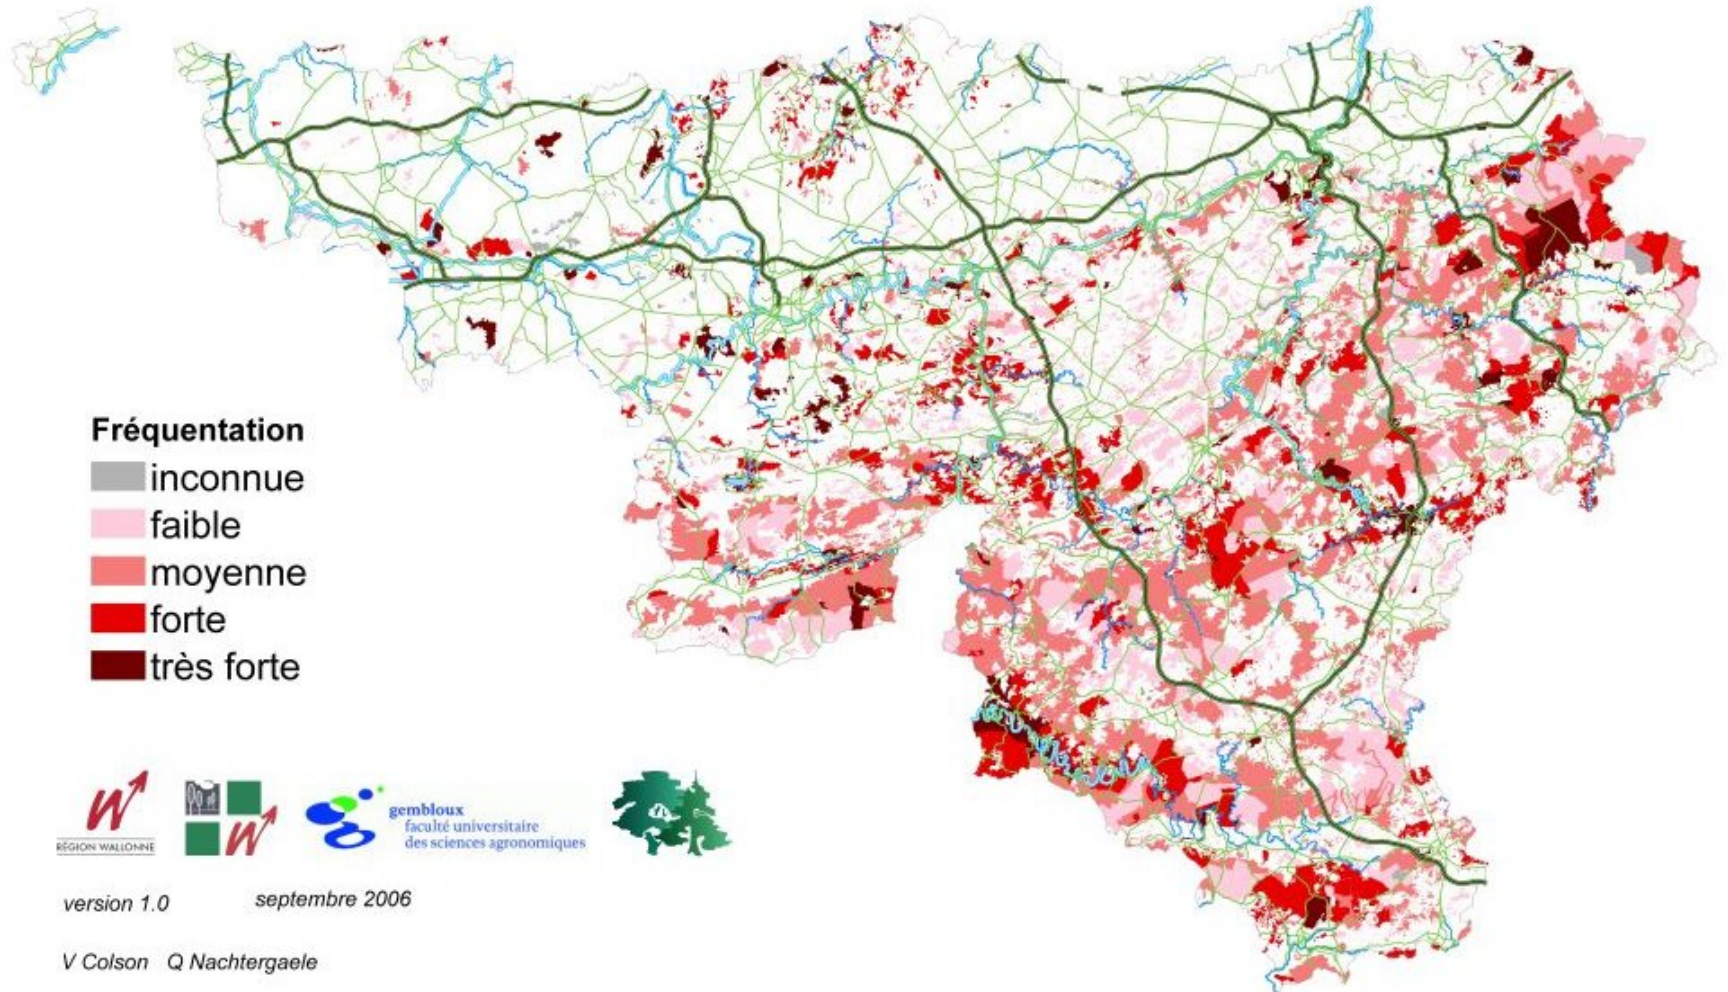 Fréquentation
inconnue
faible
moyenne
forte
très forte
RÉGION WALLONNE
gembloux
faculté universitaire
des sciences agronomiques
version 1.0 septembre 2006
V Colson Q Nachtergaele